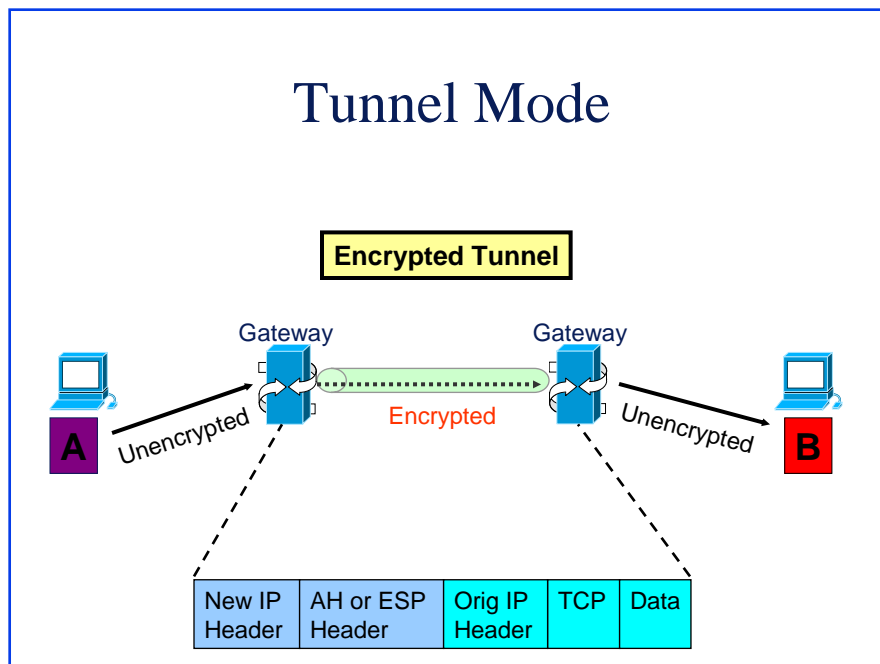 Tunnel Mode
Encrypted Tunnel
Gateway
Gateway
Unencrypted
Encrypted
Unencrypted
A
B
New IP
Header
AH or ESP
Header
Orig IP
Header
TCP
Data